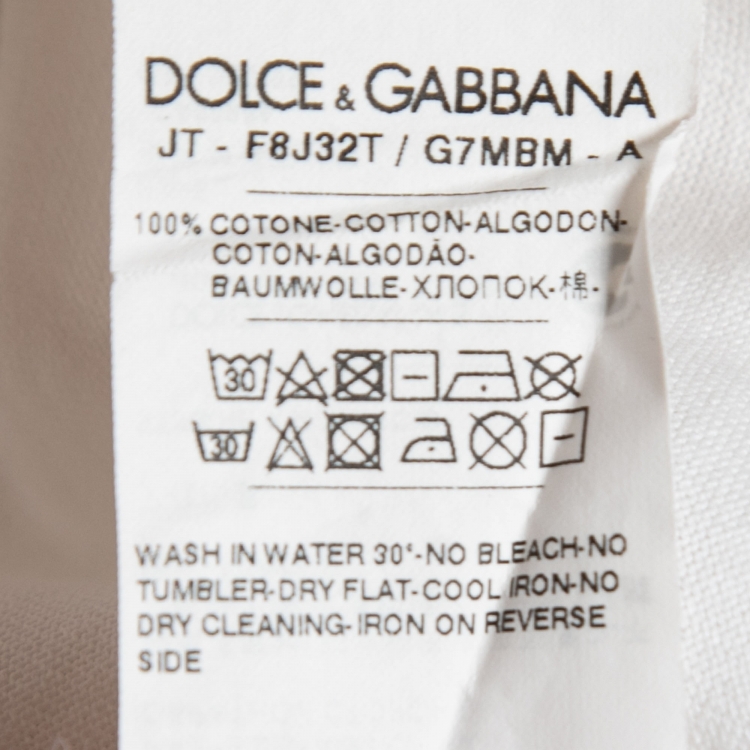 DOLCE & GABBANA
JT - F8J32T / G7MBM - A
100% COTONE-COTTON-ALGODON-
COTON-ALGODÃO-
BAUMWOLLE-ХЛОПОК-棉-
30
30
WASH IN WATER 30°-NO BLEACH-NO
TUMBLER-DRY FLAT-COOL IRON-NO
DRY CLEANING-IRON ON REVERSE
SIDE